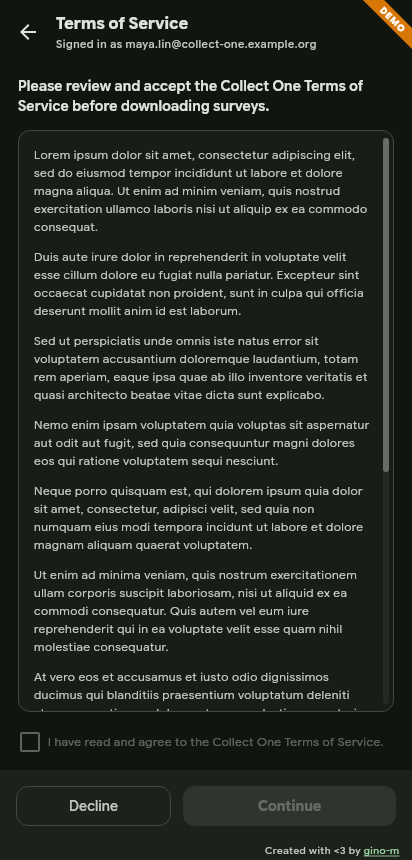 Terms of Service
Signed in as maya.lin@collect-one.example.org
DEMO
Please review and accept the Collect One Terms of
Service before downloading surveys.
Lorem ipsum dolor sit amet, consectetur adipiscing elit,
sed do eiusmod tempor incididunt ut labore et dolore
magna aliqua. Ut enim ad minim veniam, quis nostrud
exercitation ullamco laboris nisi ut aliquip ex ea commodo
consequat.
Duis aute irure dolor in reprehenderit in voluptate velit
esse cillum dolore eu fugiat nulla pariatur. Excepteur sint
occaecat cupidatat non proident, sunt in culpa qui officia
deserunt mollit anim id est laborum.
Sed ut perspiciatis unde omnis iste natus error sit
voluptatem accusantium doloremque laudantium, totam
rem aperiam, eaque ipsa quae ab illo inventore veritatis et
quasi architecto beatae vitae dicta sunt explicabo.
Nemo enim ipsam voluptatem quia voluptas sit aspernatur
aut odit aut fugit, sed quia consequuntur magni dolores
eos qui ratione voluptatem sequi nesciunt.
Neque porro quisquam est, qui dolorem ipsum quia dolor
sit amet, consectetur, adipisci velit, sed quia non
numquam eius modi tempora incidunt ut labore et dolore
magnam aliquam quaerat voluptatem.
Ut enim ad minima veniam, quis nostrum exercitationem
ullam corporis suscipit laboriosam, nisi ut aliquid ex ea
commodi consequatur. Quis autem vel eum iure
reprehenderit qui in ea voluptate velit esse quam nihil
molestiae consequatur.
At vero eos et accusamus et iusto odio dignissimos
ducimus qui blanditiis praesentium voluptatum deleniti
I have read and agree to the Collect One Terms of Service.
Decline
Continue
Created with <3 by gino-m